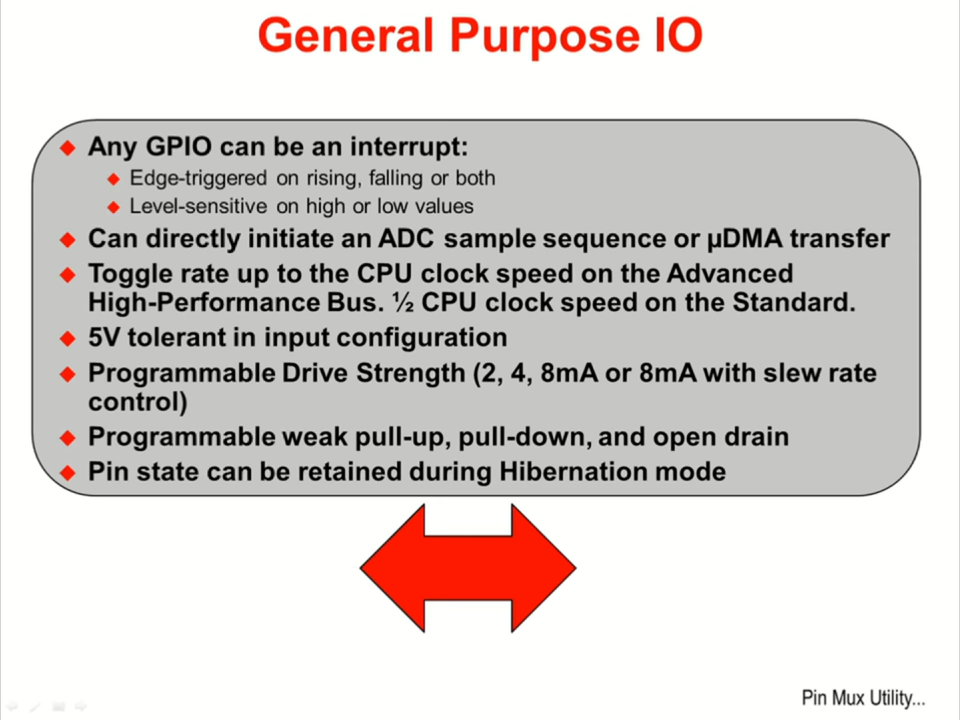 General Purpose IO
Any GPIO can be an interrupt:
Edge-triggered on rising, falling or both
Level-sensitive on high or low values
Can directly initiate an ADC sample sequence or µDMA transfer
Toggle rate up to the CPU clock speed on the Advanced
High-Performance Bus. ½ CPU clock speed on the Standard.
5V tolerant in input configuration
Programmable Drive Strength (2, 4, 8mA or 8mA with slew rate
control)
Programmable weak pull-up, pull-down, and open drain
Pin state can be retained during Hibernation mode
Pin Mux Utility...